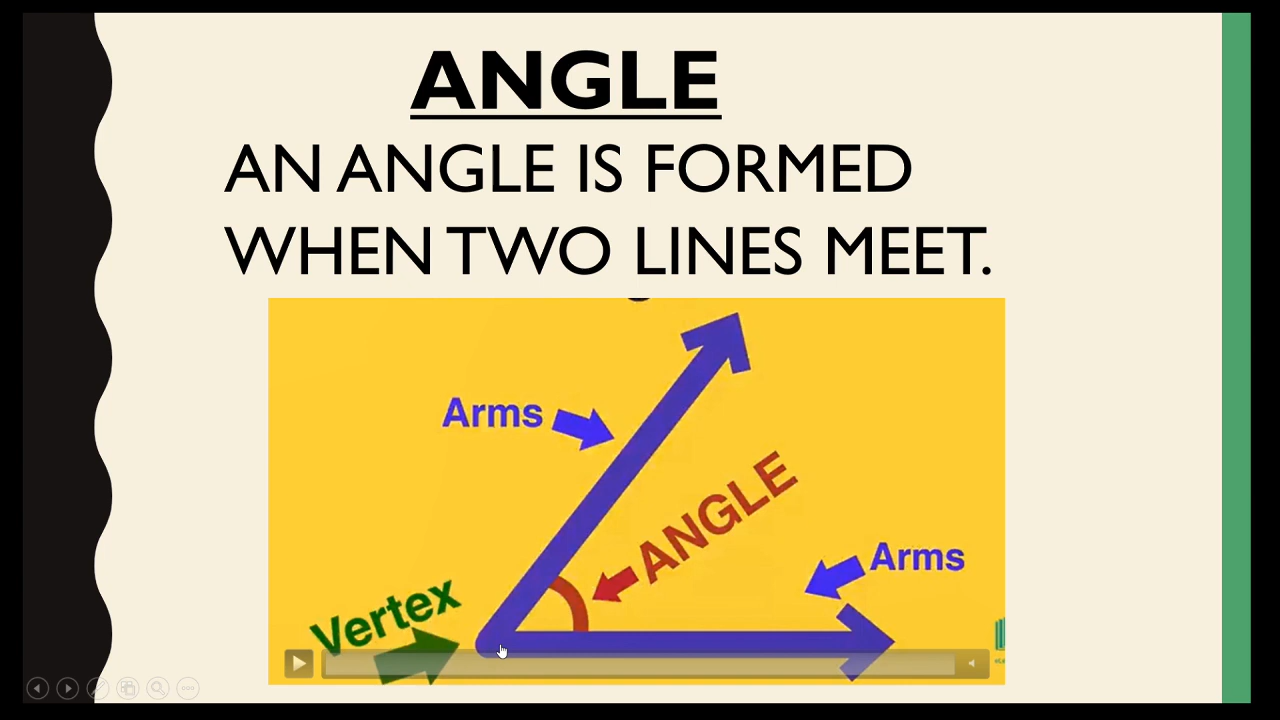 ANGLE
AN ANGLE IS FORMED
WHEN TWO LINES MEET.
Arms
ANGLE
Arms
Vertex